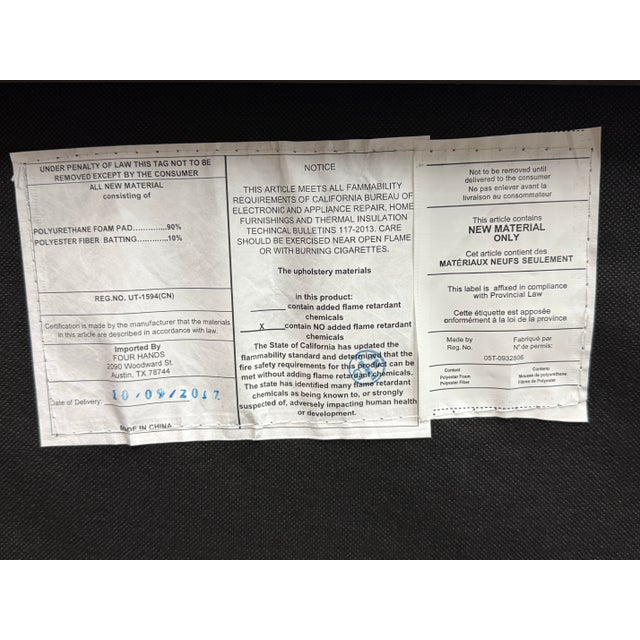 UNDER PENALTY OF LAW THIS TAG NOT TO BE
REMOVED EXCEPT BY THE CONSUMER
ALL NEW MATERIAL
consisting of
POLYURETHANE FOAM PAD.............90%
POLYESTER FIBER BATTING............10%
REG.NO. UT-1594(CN)
Certification is made by the manufacturer that the materials
in this article are described in accordance with law.
Imported By
FOUR HANDS
2090 Woodward St.
Austin, TX 78744
Date of Delivery: 10/09/2017
MADE IN CHINA
NOTICE
THIS ARTICLE MEETS ALL FAMMABILITY
REQUIREMENTS OF CALIFORNIA BUREAU OF
ELECTRONIC AND APPLIANCE REPAIR, HOME
FURNISHINGS AND THERMAL INSULATION
TECHINCAL BULLETINS 117-2013. CARE
SHOULD BE EXERCISED NEAR OPEN FLAME
OR WITH BURNING CIGARETTES.
The upholstery materials
in this product:
______contain added flame retardant
chemicals
__X__contain NO added flame retardant
chemicals
The State of California has updated the
flammability standard and determined that the
fire safety requirements for this product can be
met without adding flame retardant chemicals.
The state has identified many flame retardant
chemicals as being known to, or strongly
suspected of, adversely impacting human health
or development.
Not to be removed until
delivered to the consumer
Ne pas enlever avant la
livraison au consommateur
This article contains
NEW MATERIAL
ONLY
Cet article contient des
MATÉRIAUX NEUFS SEULEMENT
This label is affixed in compliance
with Provincial Law
Cette étiquette est apposée
conformément à la loi de la province
Made by Fabriqué par
Reg. No. N° de permis:
05T-0932806
Content Contenu
Polyester Foam Mousse de polyurethane
Polyester Fiber Fibres de Polyester